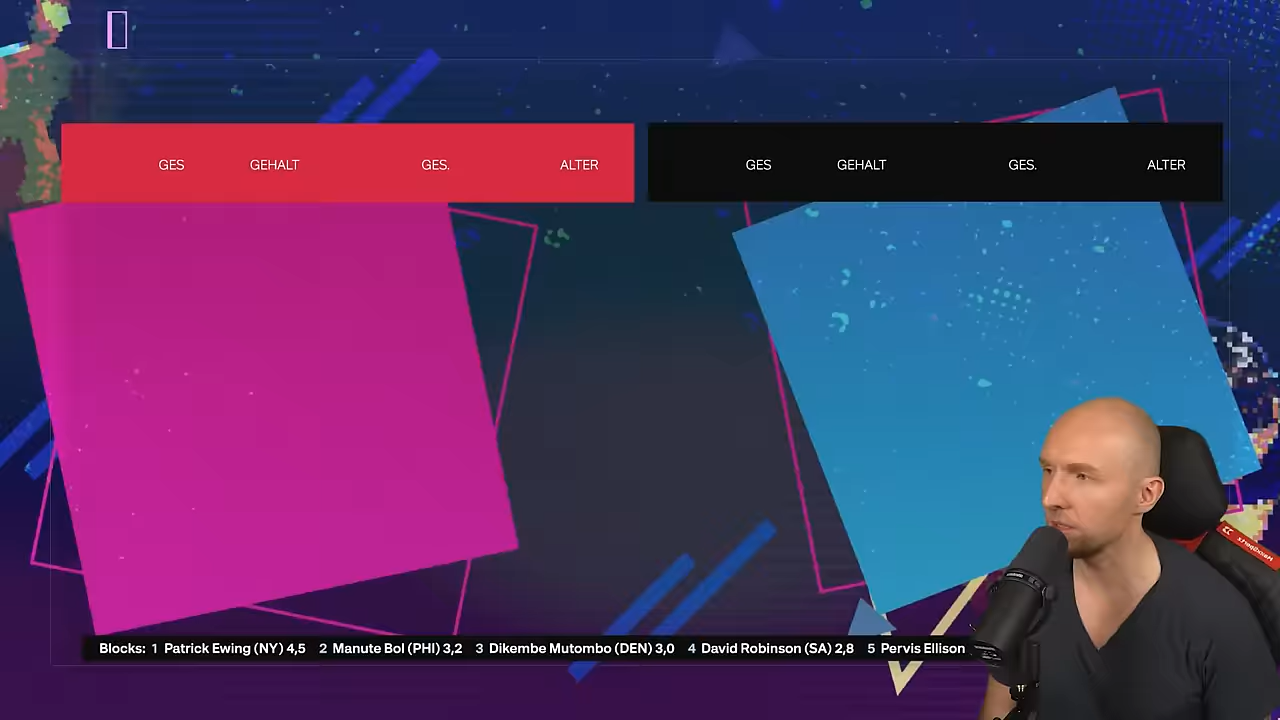 GES GEHALT GES. ALTER
GES GEHALT GES. ALTER
Blocks: 1 Patrick Ewing (NY) 4,5 2 Manute Bol (PHI) 3,2 3 Dikembe Mutombo (DEN) 3,0 4 David Robinson (SA) 2,8 5 Pervis Ellison